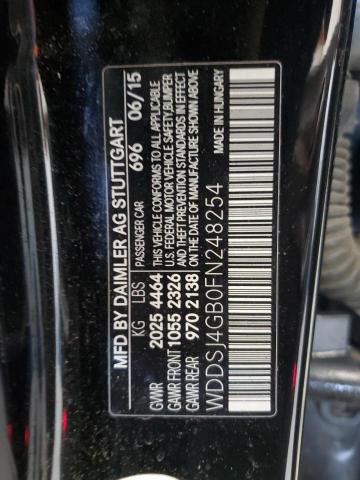 MFD BY DAIMLER AG STUTTGART
KG LBS PASSENGER CAR 696 06/15
GVWR 2025 4464 THIS VEHICLE CONFORMS TO ALL APPLICABLE
GAWR FRONT 1055 2326 U.S. FEDERAL MOTOR VEHICLE SAFETY,BUMPER
GAWR REAR 970 2138 AND THEFT PREVENTION STANDARDS IN EFFECT
ON THE DATE OF MANUFACTURE SHOWN ABOVE
WDDSJ4GB0FN248254 MADE IN HUNGARY